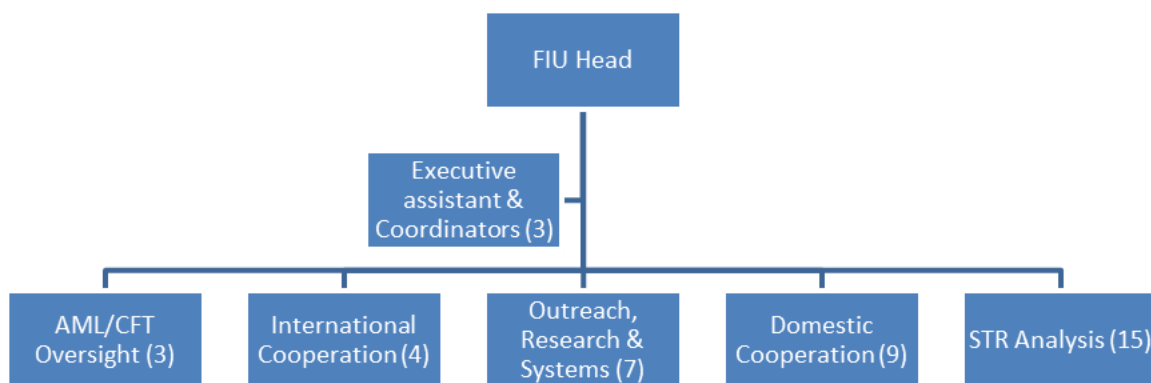 FIU Head
Executive
assistant &
Coordinators (3)
AML/CFT
Oversight (3)
International
Cooperation (4)
Outreach,
Research &
Systems (7)
Domestic
Cooperation (9)
STR Analysis (15)